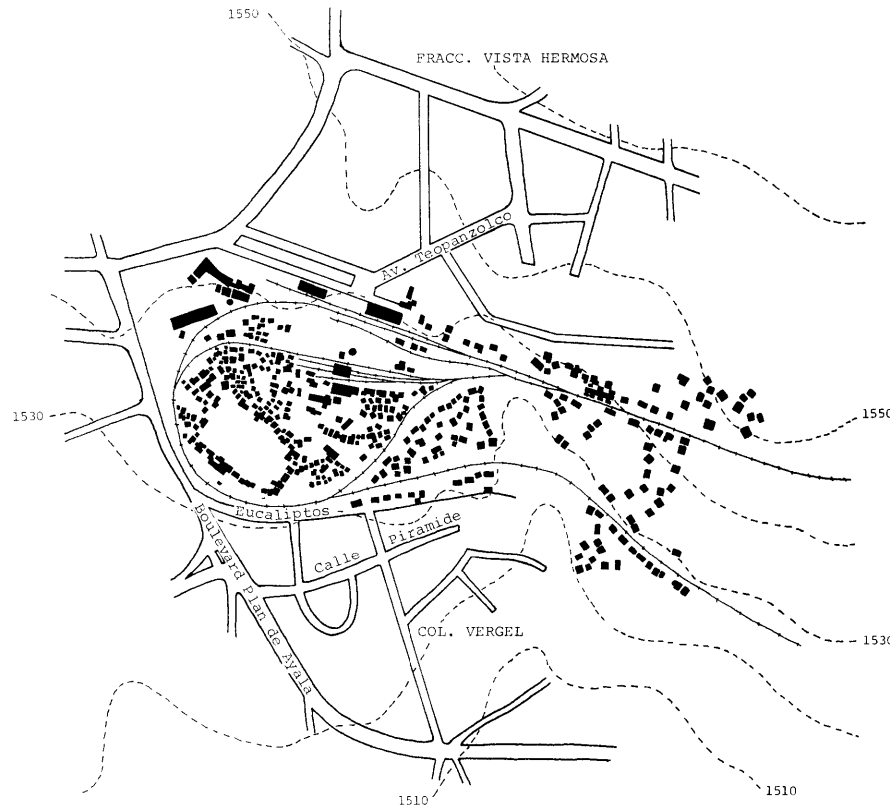 1550
FRACC. VISTA HERMOSA
Av. Teopanzolco
1530
1550
Eucaliptos
Boulevard Plan de Ayala
Calle Piramide
COL. VERGEL
1530
1510
1510